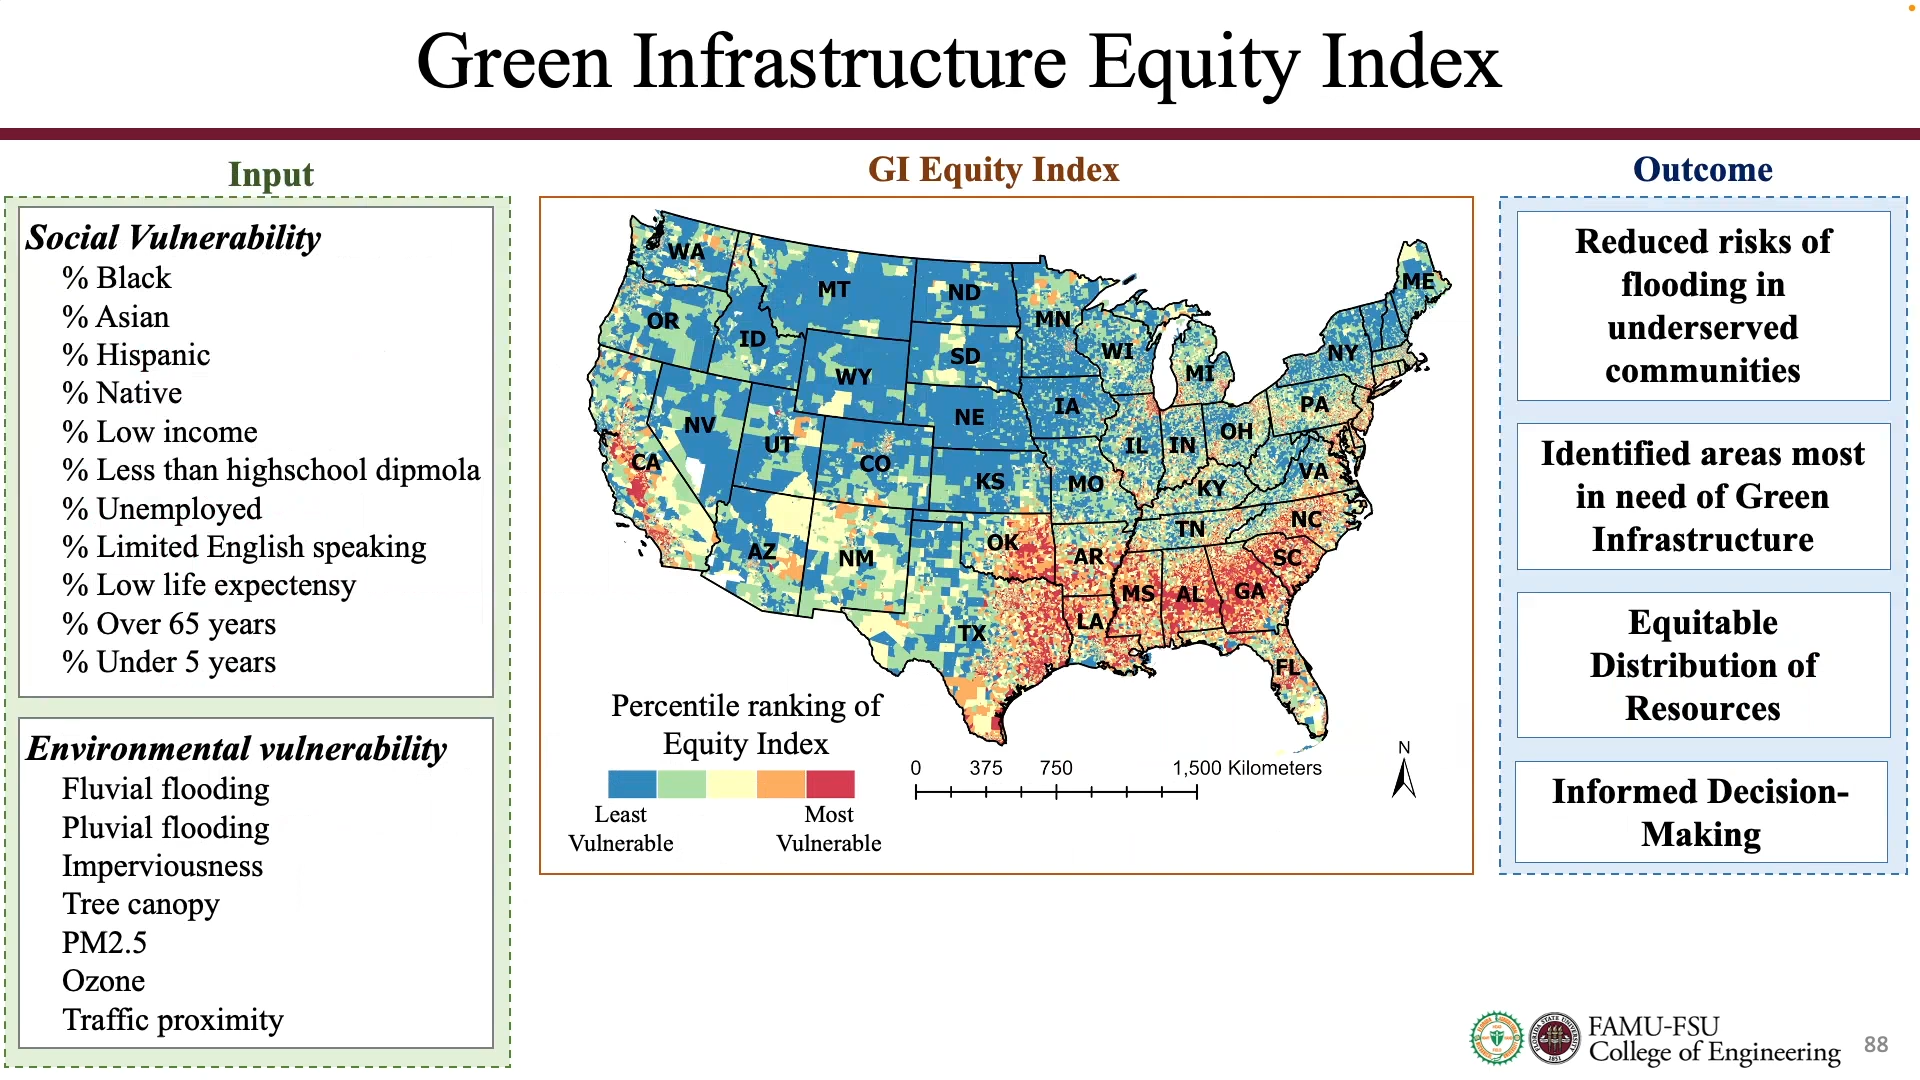 Green Infrastructure Equity Index
Input
Social Vulnerability
% Black
% Asian
% Hispanic
% Native
% Low income
% Less than highschool dipmola
% Unemployed
% Limited English speaking
% Low life expectensy
% Over 65 years
% Under 5 years
Environmental vulnerability
Fluvial flooding
Pluvial flooding
Imperviousness
Tree canopy
PM2.5
Ozone
Traffic proximity
GI Equity Index
WA
MT
ND
MN
ME
OR
ID
SD
WI
NY
WY
MI
NV
NE
IA
PA
UT
CO
IL
IN
OH
CA
KS
MO
KY
VA
AZ
NM
OK
AR
TN
NC
SC
MS
AL
GA
TX
LA
FL
Percentile ranking of
Equity Index
Least
Vulnerable
Most
Vulnerable
0 375 750 1,500 Kilometers
N
Outcome
Reduced risks of
flooding in
underserved
communities
Identified areas most
in need of Green
Infrastructure
Equitable
Distribution of
Resources
Informed Decision-
Making
FAMU-FSU
College of Engineering
88